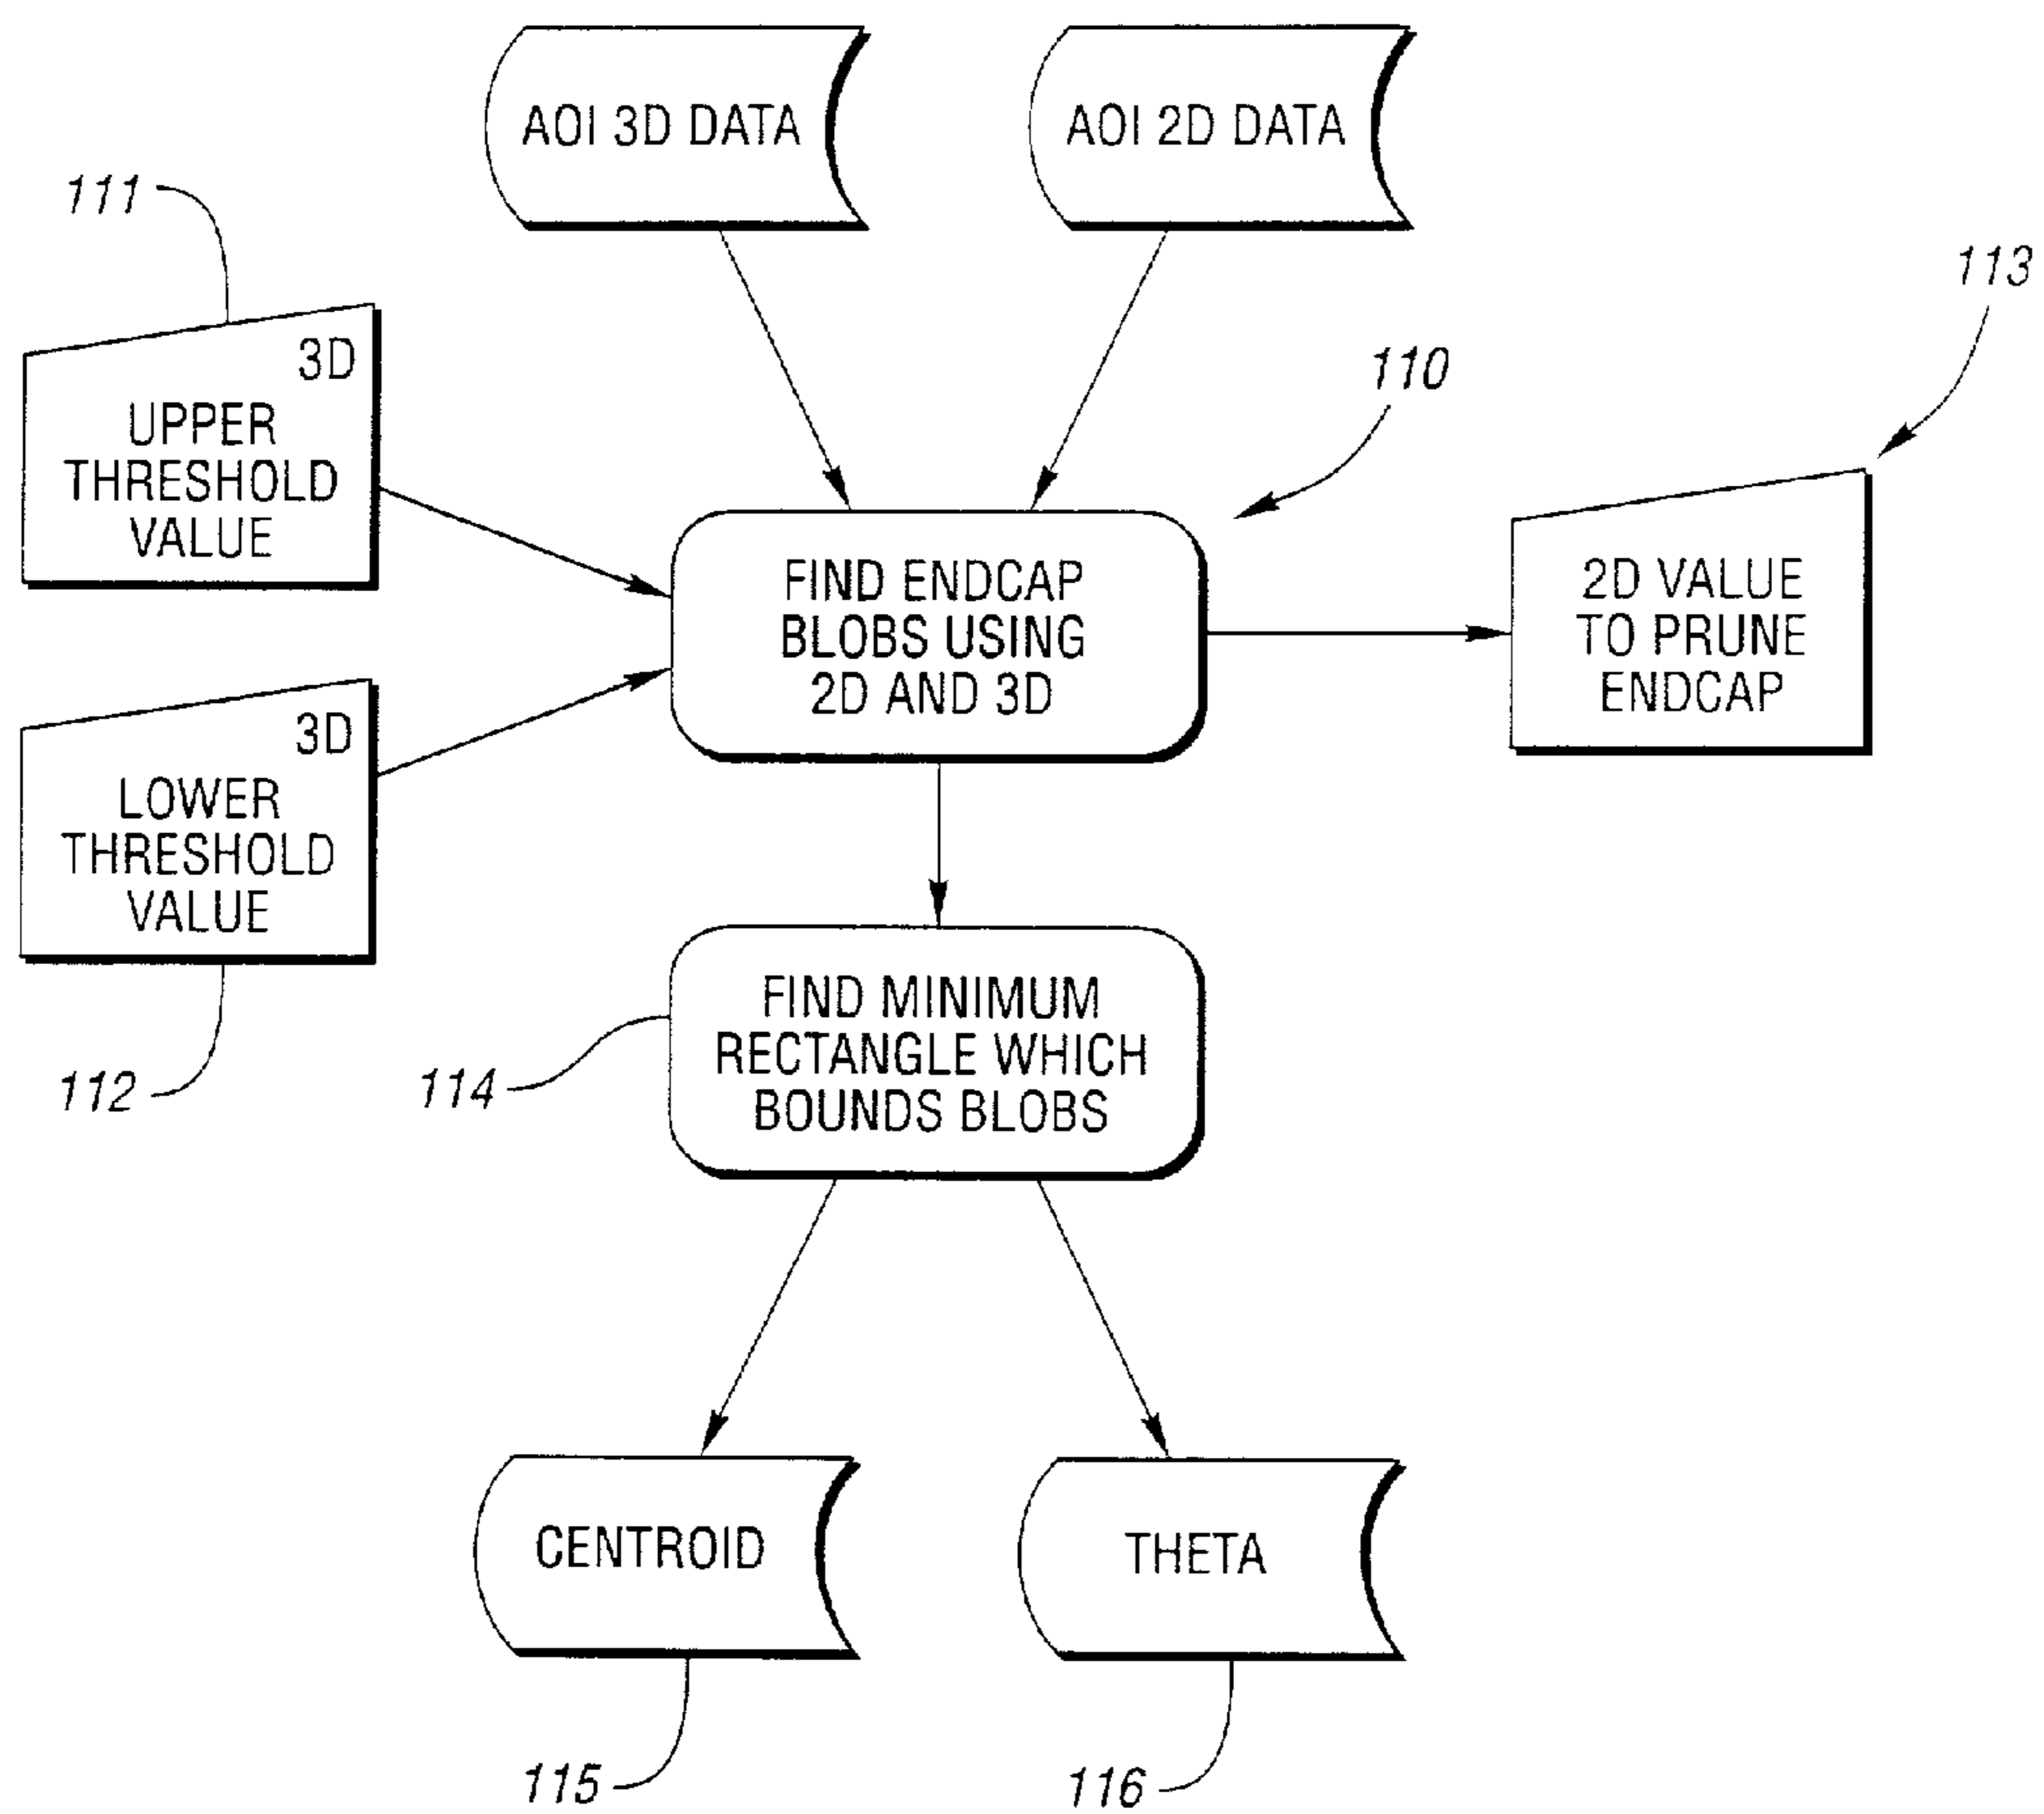 AOI 3D DATA
AOI 2D DATA
111
113
3D
UPPER
THRESHOLD
VALUE
110
FIND ENDCAP
BLOBS USING
2D AND 3D
2D VALUE
TO PRUNE
ENDCAP
3D
LOWER
THRESHOLD
VALUE
112
FIND MINIMUM
RECTANGLE WHICH
BOUNDS BLOBS
114
CENTROID
THETA
115
116